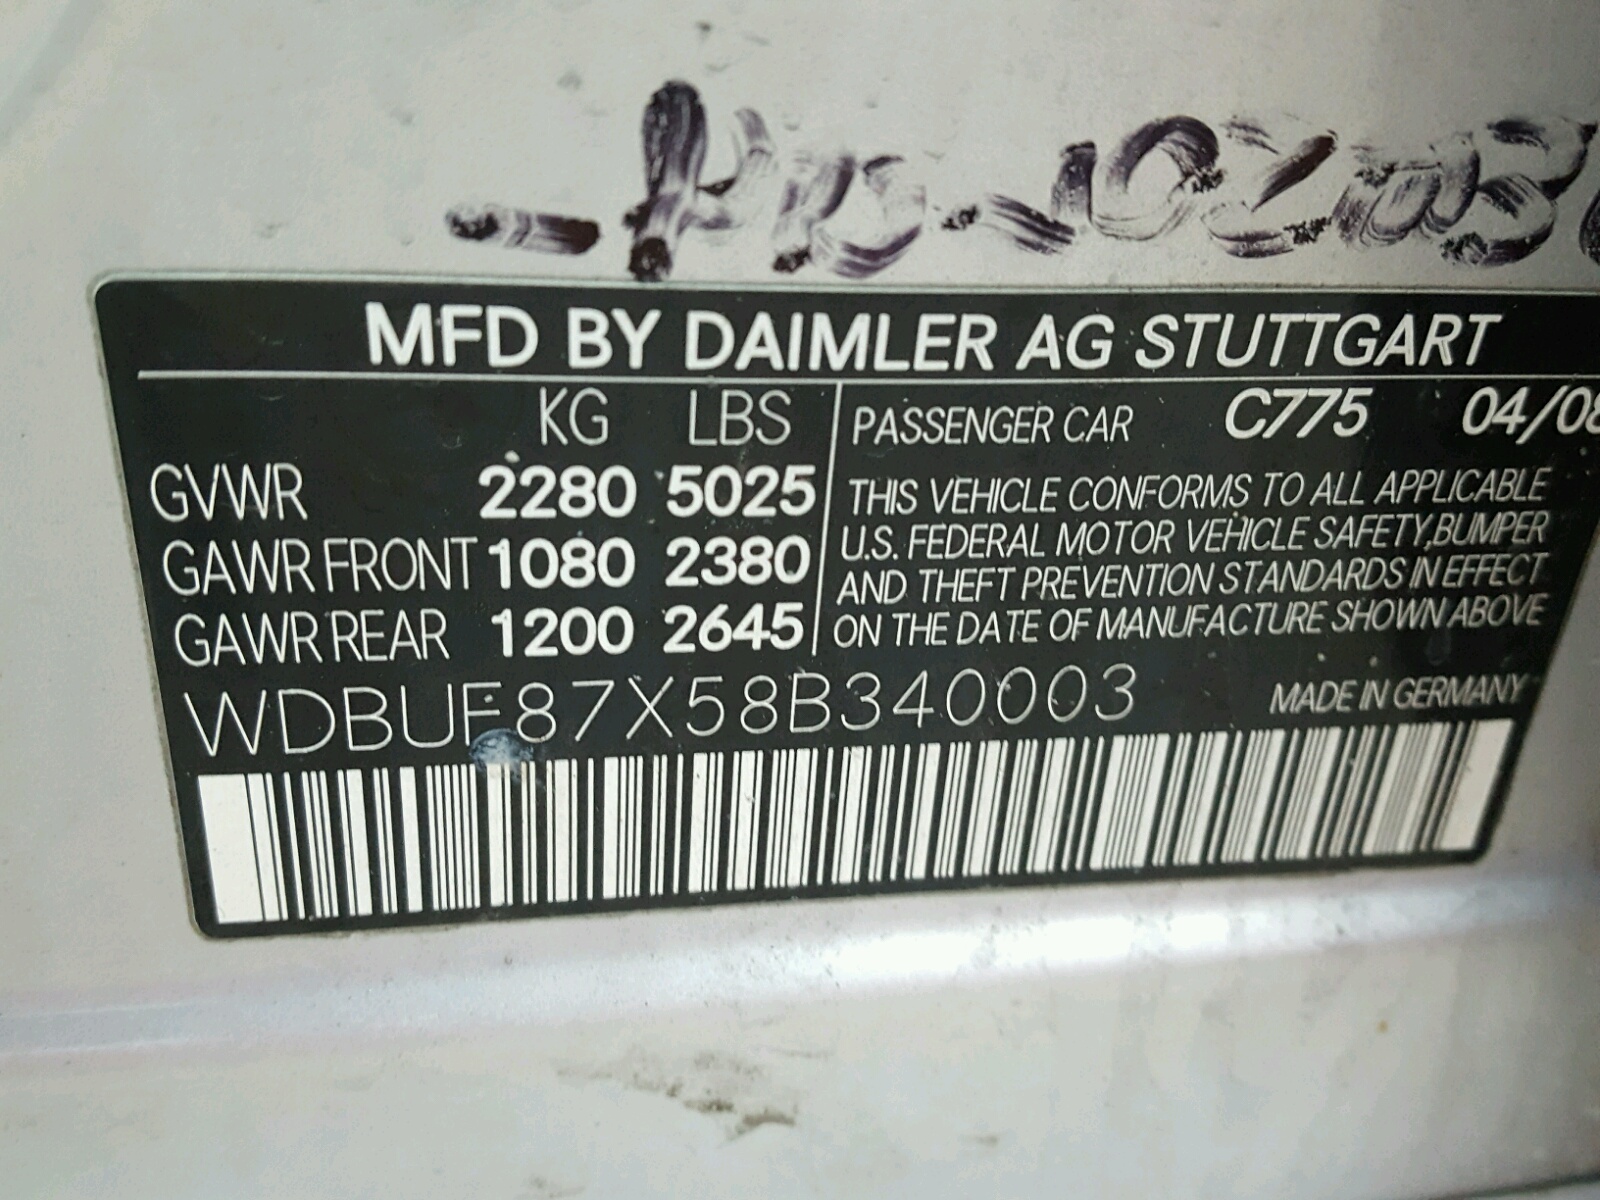 MFD BY DAIMLER AG STUTTGART
KG LBS
GVWR 2280 5025
GAWR FRONT 1080 2380
GAWR REAR 1200 2645
PASSENGER CAR C775 04/08
THIS VEHICLE CONFORMS TO ALL APPLICABLE
U.S. FEDERAL MOTOR VEHICLE SAFETY, BUMPER
AND THEFT PREVENTION STANDARDS IN EFFECT
ON THE DATE OF MANUFACTURE SHOWN ABOVE
WDBUF87X58B340003
MADE IN GERMANY